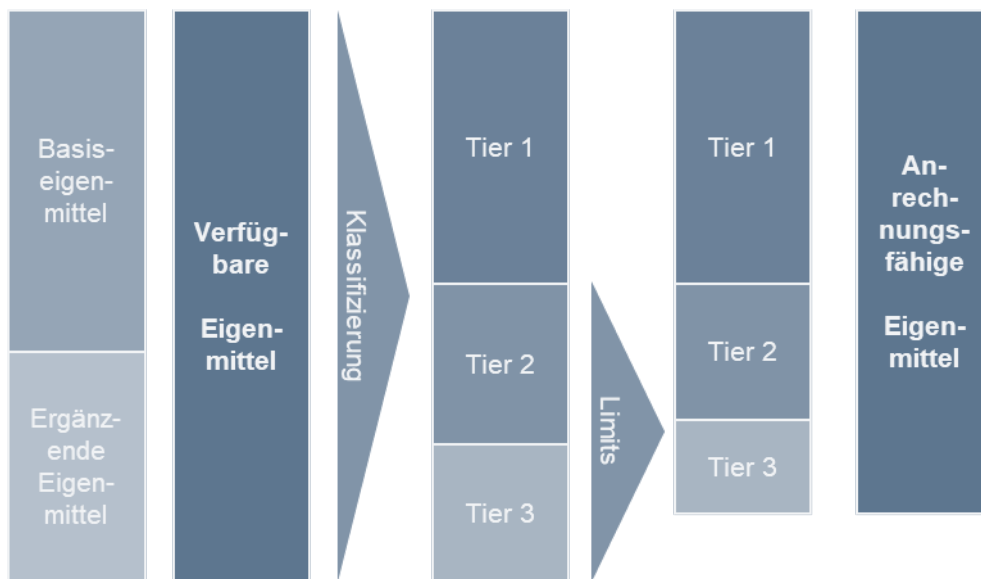 Basis-
eigen-
mittel
Ergänz-
ende
Eigen-
mittel
Verfüg-
bare
Eigen-
mittel
Klassifizierung
Tier 1
Tier 2
Tier 3
Limits
Tier 1
Tier 2
Tier 3
An-
rech-
nungs-
fähige
Eigen-
mittel